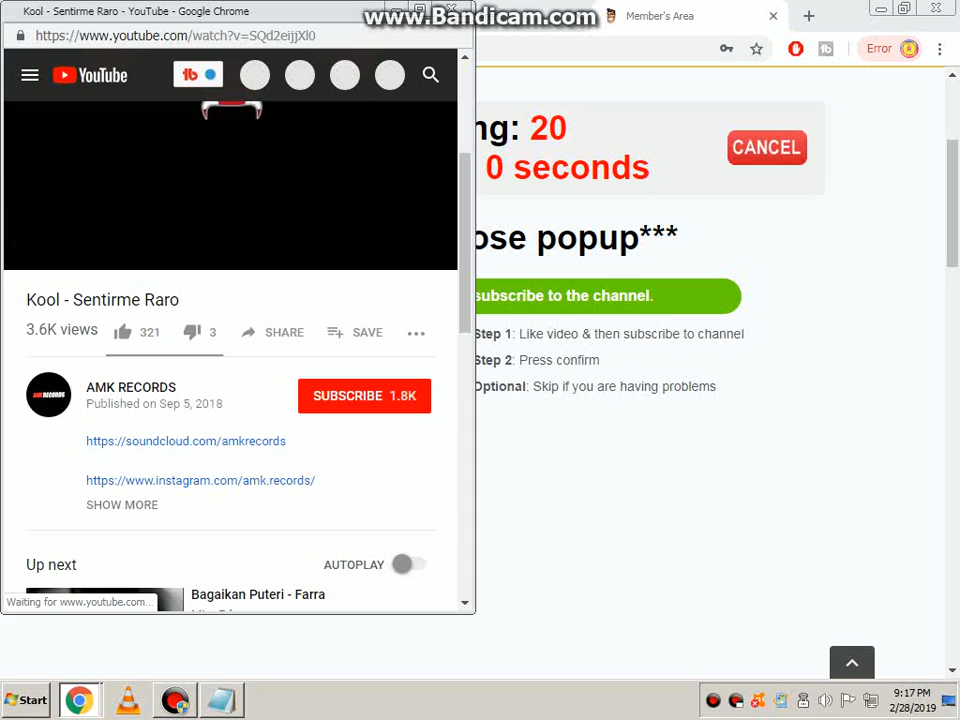 Kool - Sentirme Raro - YouTube - Google Chrome
www.Bandicam.com
Member's Area
https://www.youtube.com/watch?v=SQd2eijjXl0
Error
YouTube
tb
ng: 20
0 seconds
CANCEL
ose popup***
subscribe to the channel.
Step 1: Like video & then subscribe to channel
Step 2: Press confirm
Optional: Skip if you are having problems
Kool - Sentirme Raro
3.6K views
321
3
SHARE
SAVE
AMK RECORDS
Published on Sep 5, 2018
SUBSCRIBE 1.8K
https://soundcloud.com/amkrecords
https://www.instagram.com/amk.records/
SHOW MORE
Up next
AUTOPLAY
Bagaikan Puteri - Farra
Waiting for www.youtube.com...
Start
9:17 PM
2/28/2019